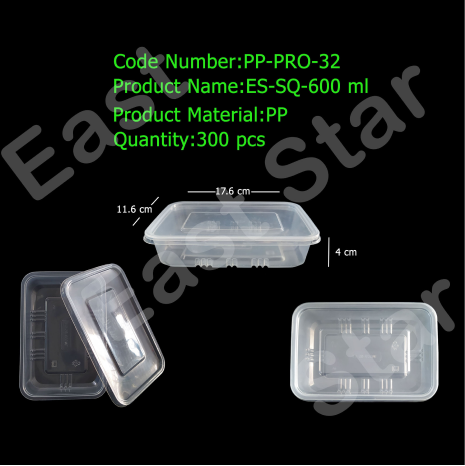 Code Number:PP-PRO-32
Product Name:ES-SQ-600 ml
Product Material:PP
Quantity:300 pcs
17.6 cm
11.6 cm
4 cm
East Star
East Star